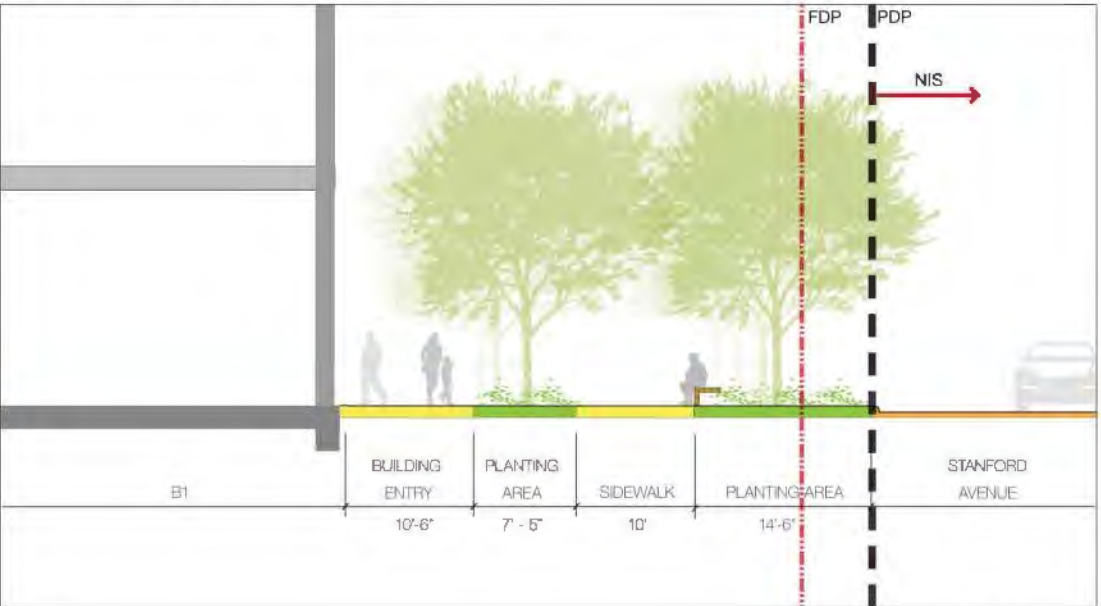 FDP PDP
NIS
B1
BUILDING
ENTRY
PLANTING
AREA
SIDEWALK
PLANTING AREA
STANFORD
AVENUE
10'-6"
7' - 5"
10'
14'-6"